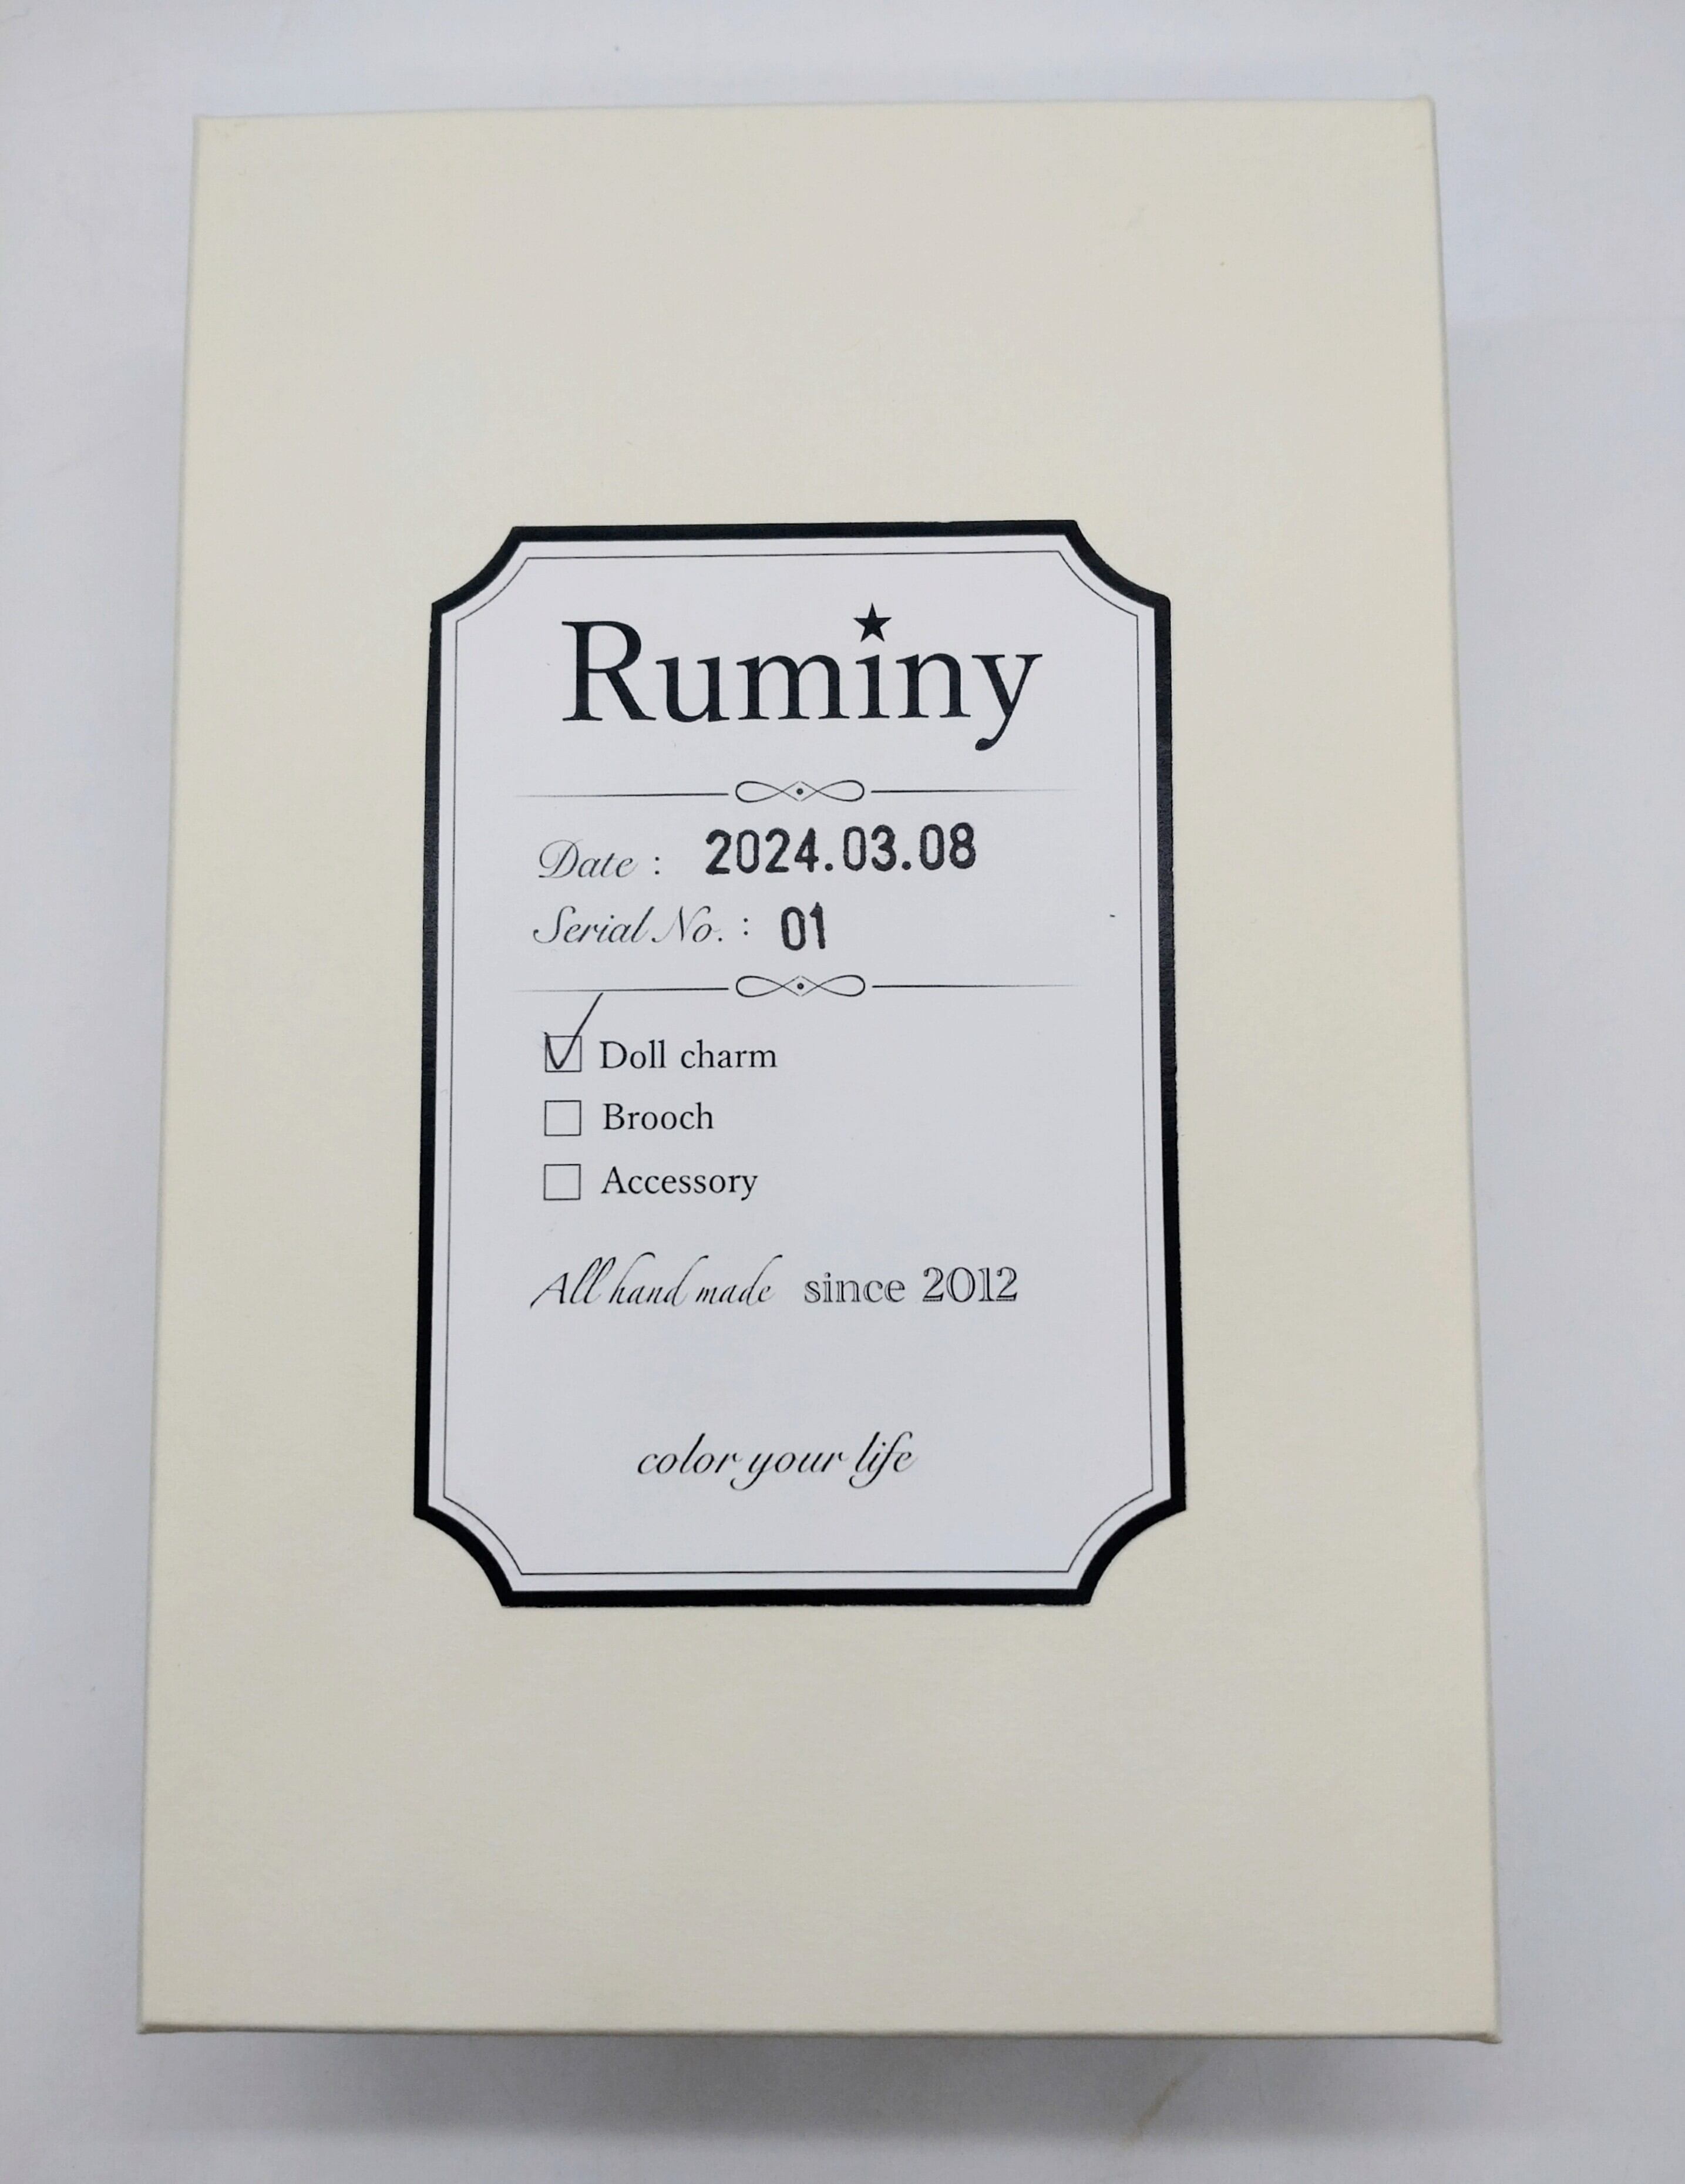 Ruminy
Date : 2024.03.08
Serial No. : 01
Doll charm
Brooch
Accessory
All hand made since 2012
color your life